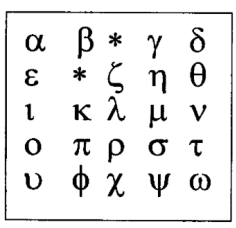 α β * γ δ
ε * ζ η θ
ι κ λ μ ν
ο π ρ σ τ
υ φ χ ψ ω